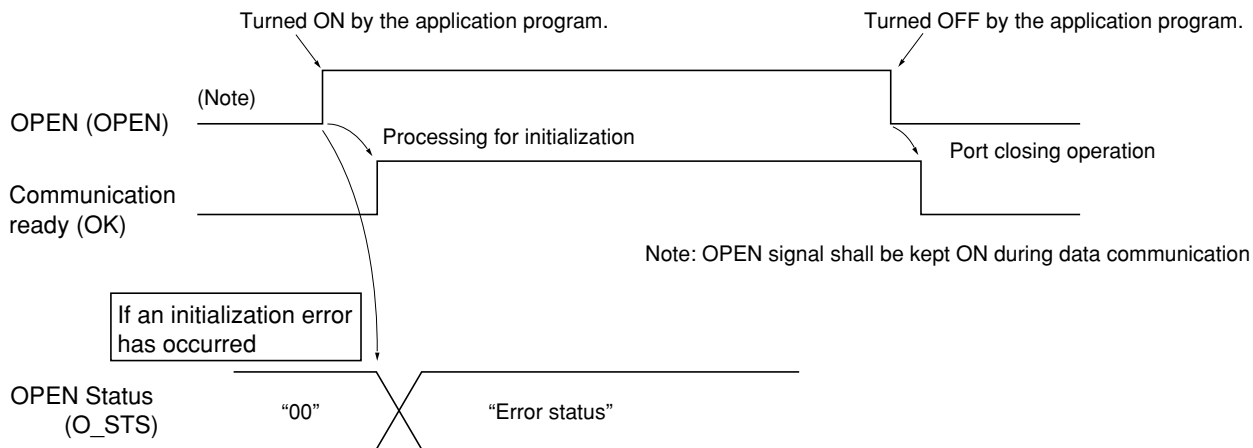 Turned ON by the application program.
Turned OFF by the application program.
(Note)
OPEN (OPEN)
Processing for initialization
Port closing operation
Communication
ready (OK)
Note: OPEN signal shall be kept ON during data communication
If an initialization error
has occurred
OPEN Status
(O_STS)
“00”
“Error status”